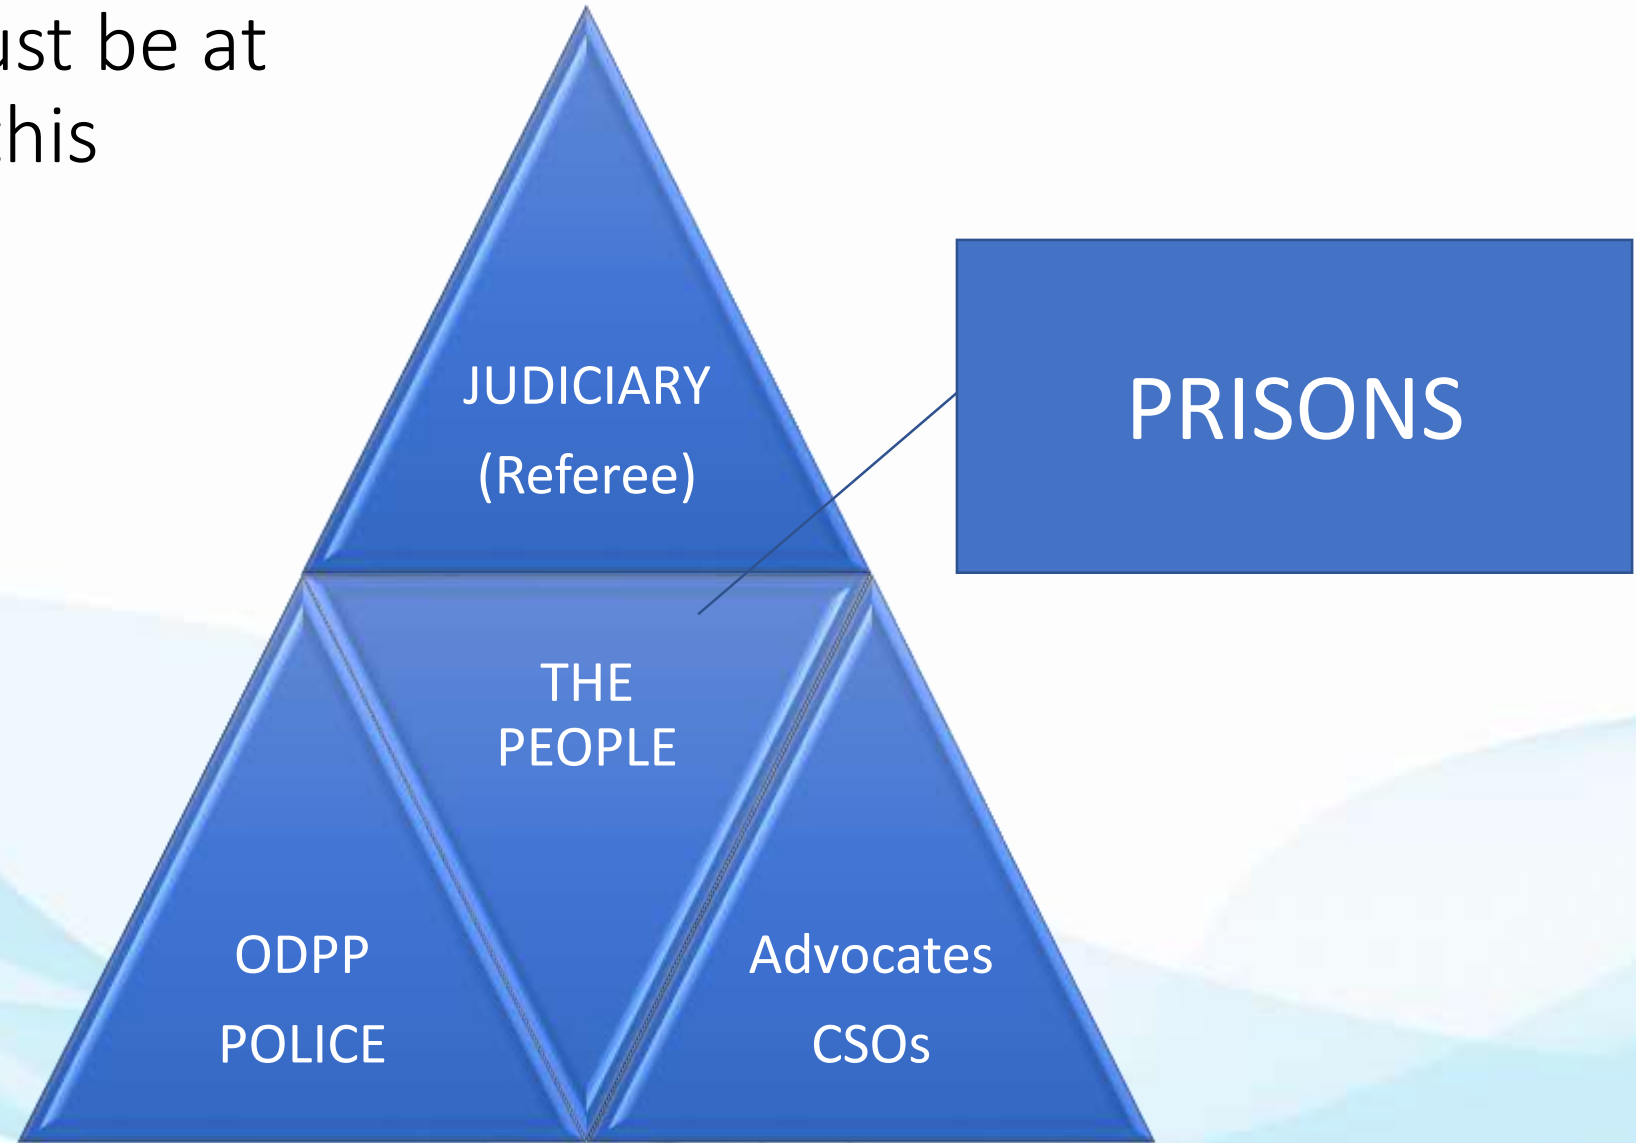 ust be at
this
JUDICIARY
(Referee)
PRISONS
THE
PEOPLE
ODPP
POLICE
Advocates
CSOs